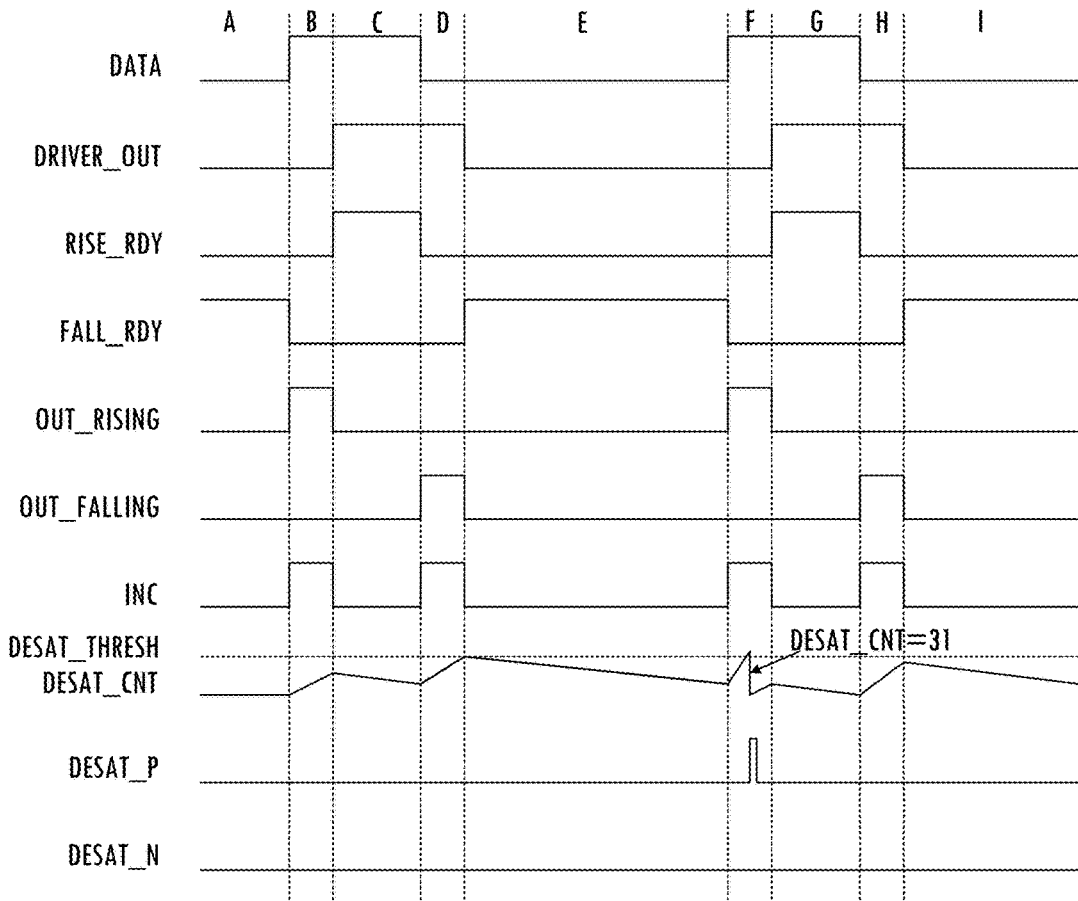 A B C D E F G H I
DATA
DRIVER_OUT
RISE_RDY
FALL_RDY
OUT_RISING
OUT_FALLING
INC
DESAT_THRESH
DESAT_CNT=31
DESAT_CNT
DESAT_P
DESAT_N